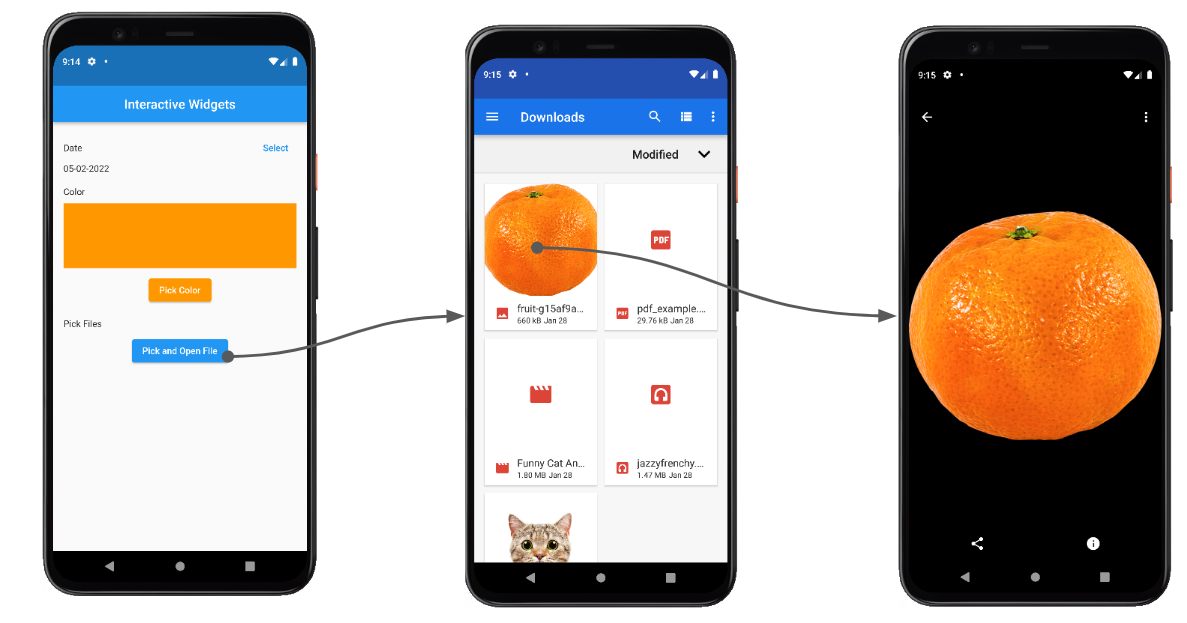 9:14
Interactive Widgets
Date
Select
05-02-2022
Color
Pick Color
Pick Files
Pick and Open File
9:15
Downloads
Modified
PDF
fruit-g15af9a...
660 kB Jan 28
PDF
pdf_example....
29.76 kB Jan 28
Funny Cat An...
1.80 MB Jan 28
jazzyfrenchy....
1.47 MB Jan 28
9:15